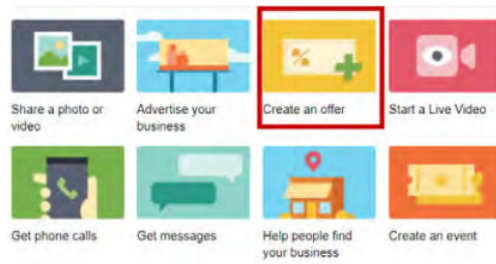 Share a photo or
video
Advertise your
business
Create an offer
Start a Live Video
Get phone calls
Get messages
Help people find
your business
Create an event